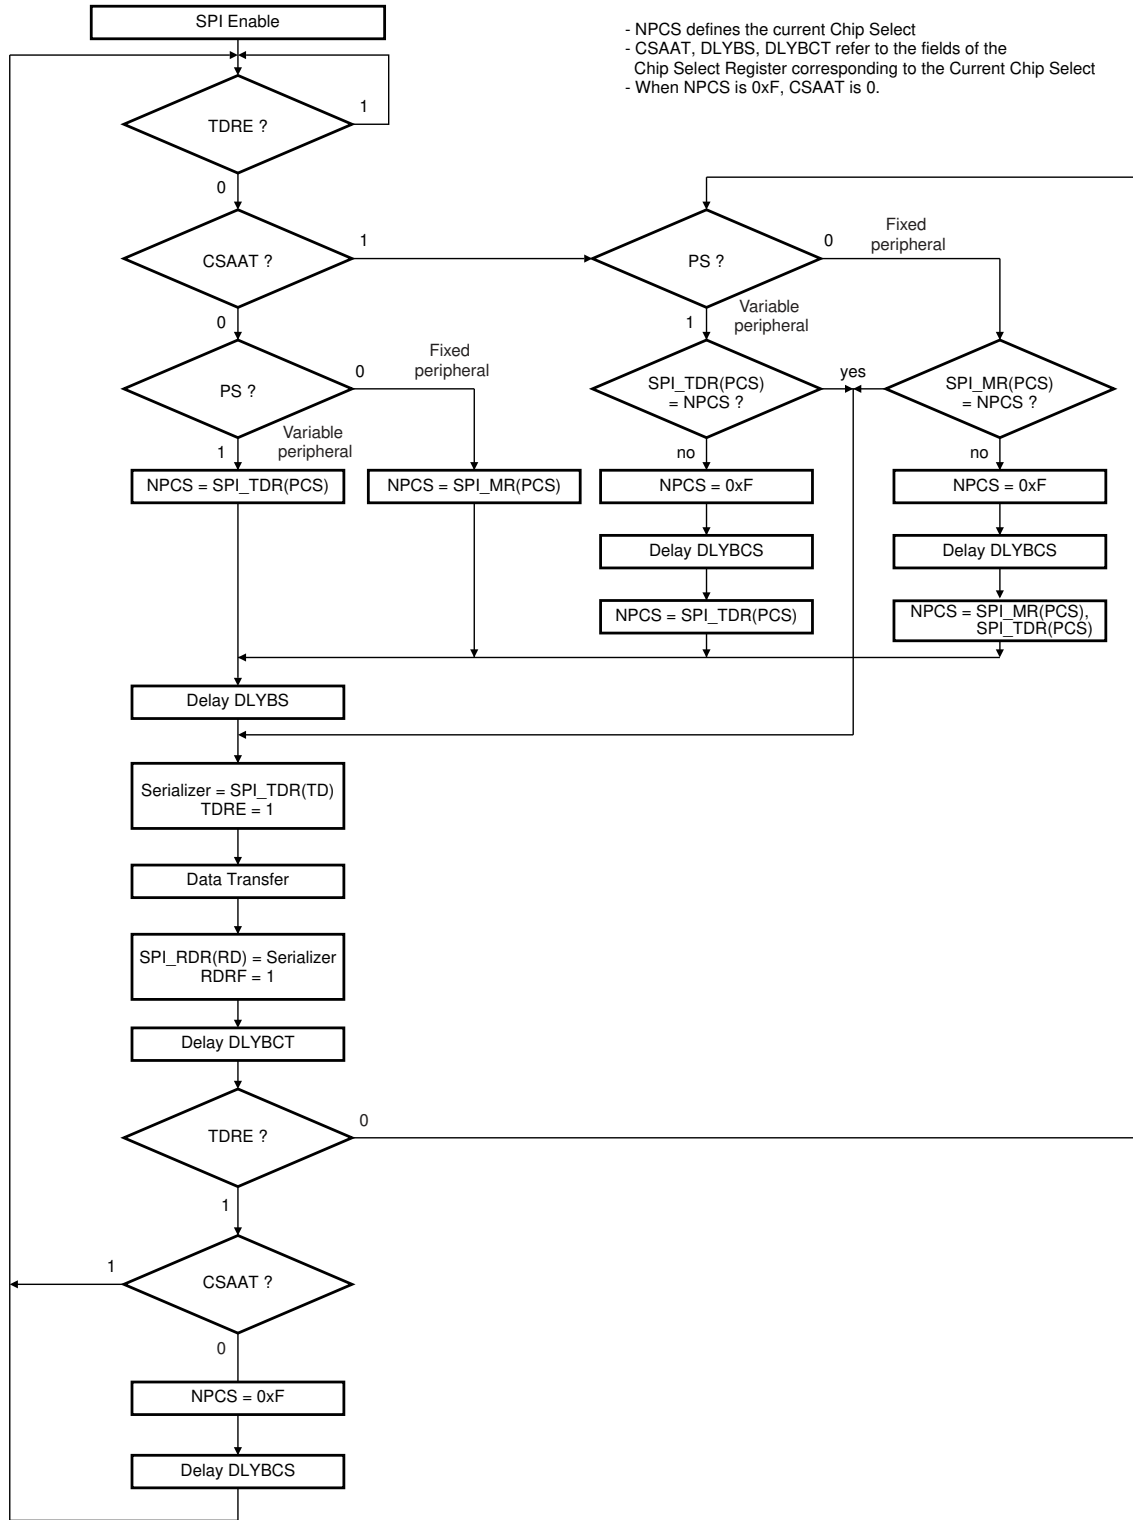 SPI Enable
- NPCS defines the current Chip Select
- CSAAT, DLYBS, DLYBCT refer to the fields of the
Chip Select Register corresponding to the Current Chip Select
- When NPCS is 0xF, CSAAT is 0.
1
TDRE ?
0
CSAAT ?
1
PS ?
0
Fixed
peripheral
0
1
Variable
peripheral
PS ?
0
Fixed
peripheral
1
Variable
peripheral
SPI_TDR(PCS)
= NPCS ?
yes
SPI_MR(PCS)
= NPCS ?
no
no
NPCS = SPI_TDR(PCS)
NPCS = SPI_MR(PCS)
NPCS = 0xF
NPCS = 0xF
Delay DLYBCS
Delay DLYBCS
NPCS = SPI_TDR(PCS)
NPCS = SPI_MR(PCS),
SPI_TDR(PCS)
Delay DLYBS
Serializer = SPI_TDR(TD)
TDRE = 1
Data Transfer
SPI_RDR(RD) = Serializer
RDRF = 1
Delay DLYBCT
TDRE ?
0
1
CSAAT ?
1
0
NPCS = 0xF
Delay DLYBCS